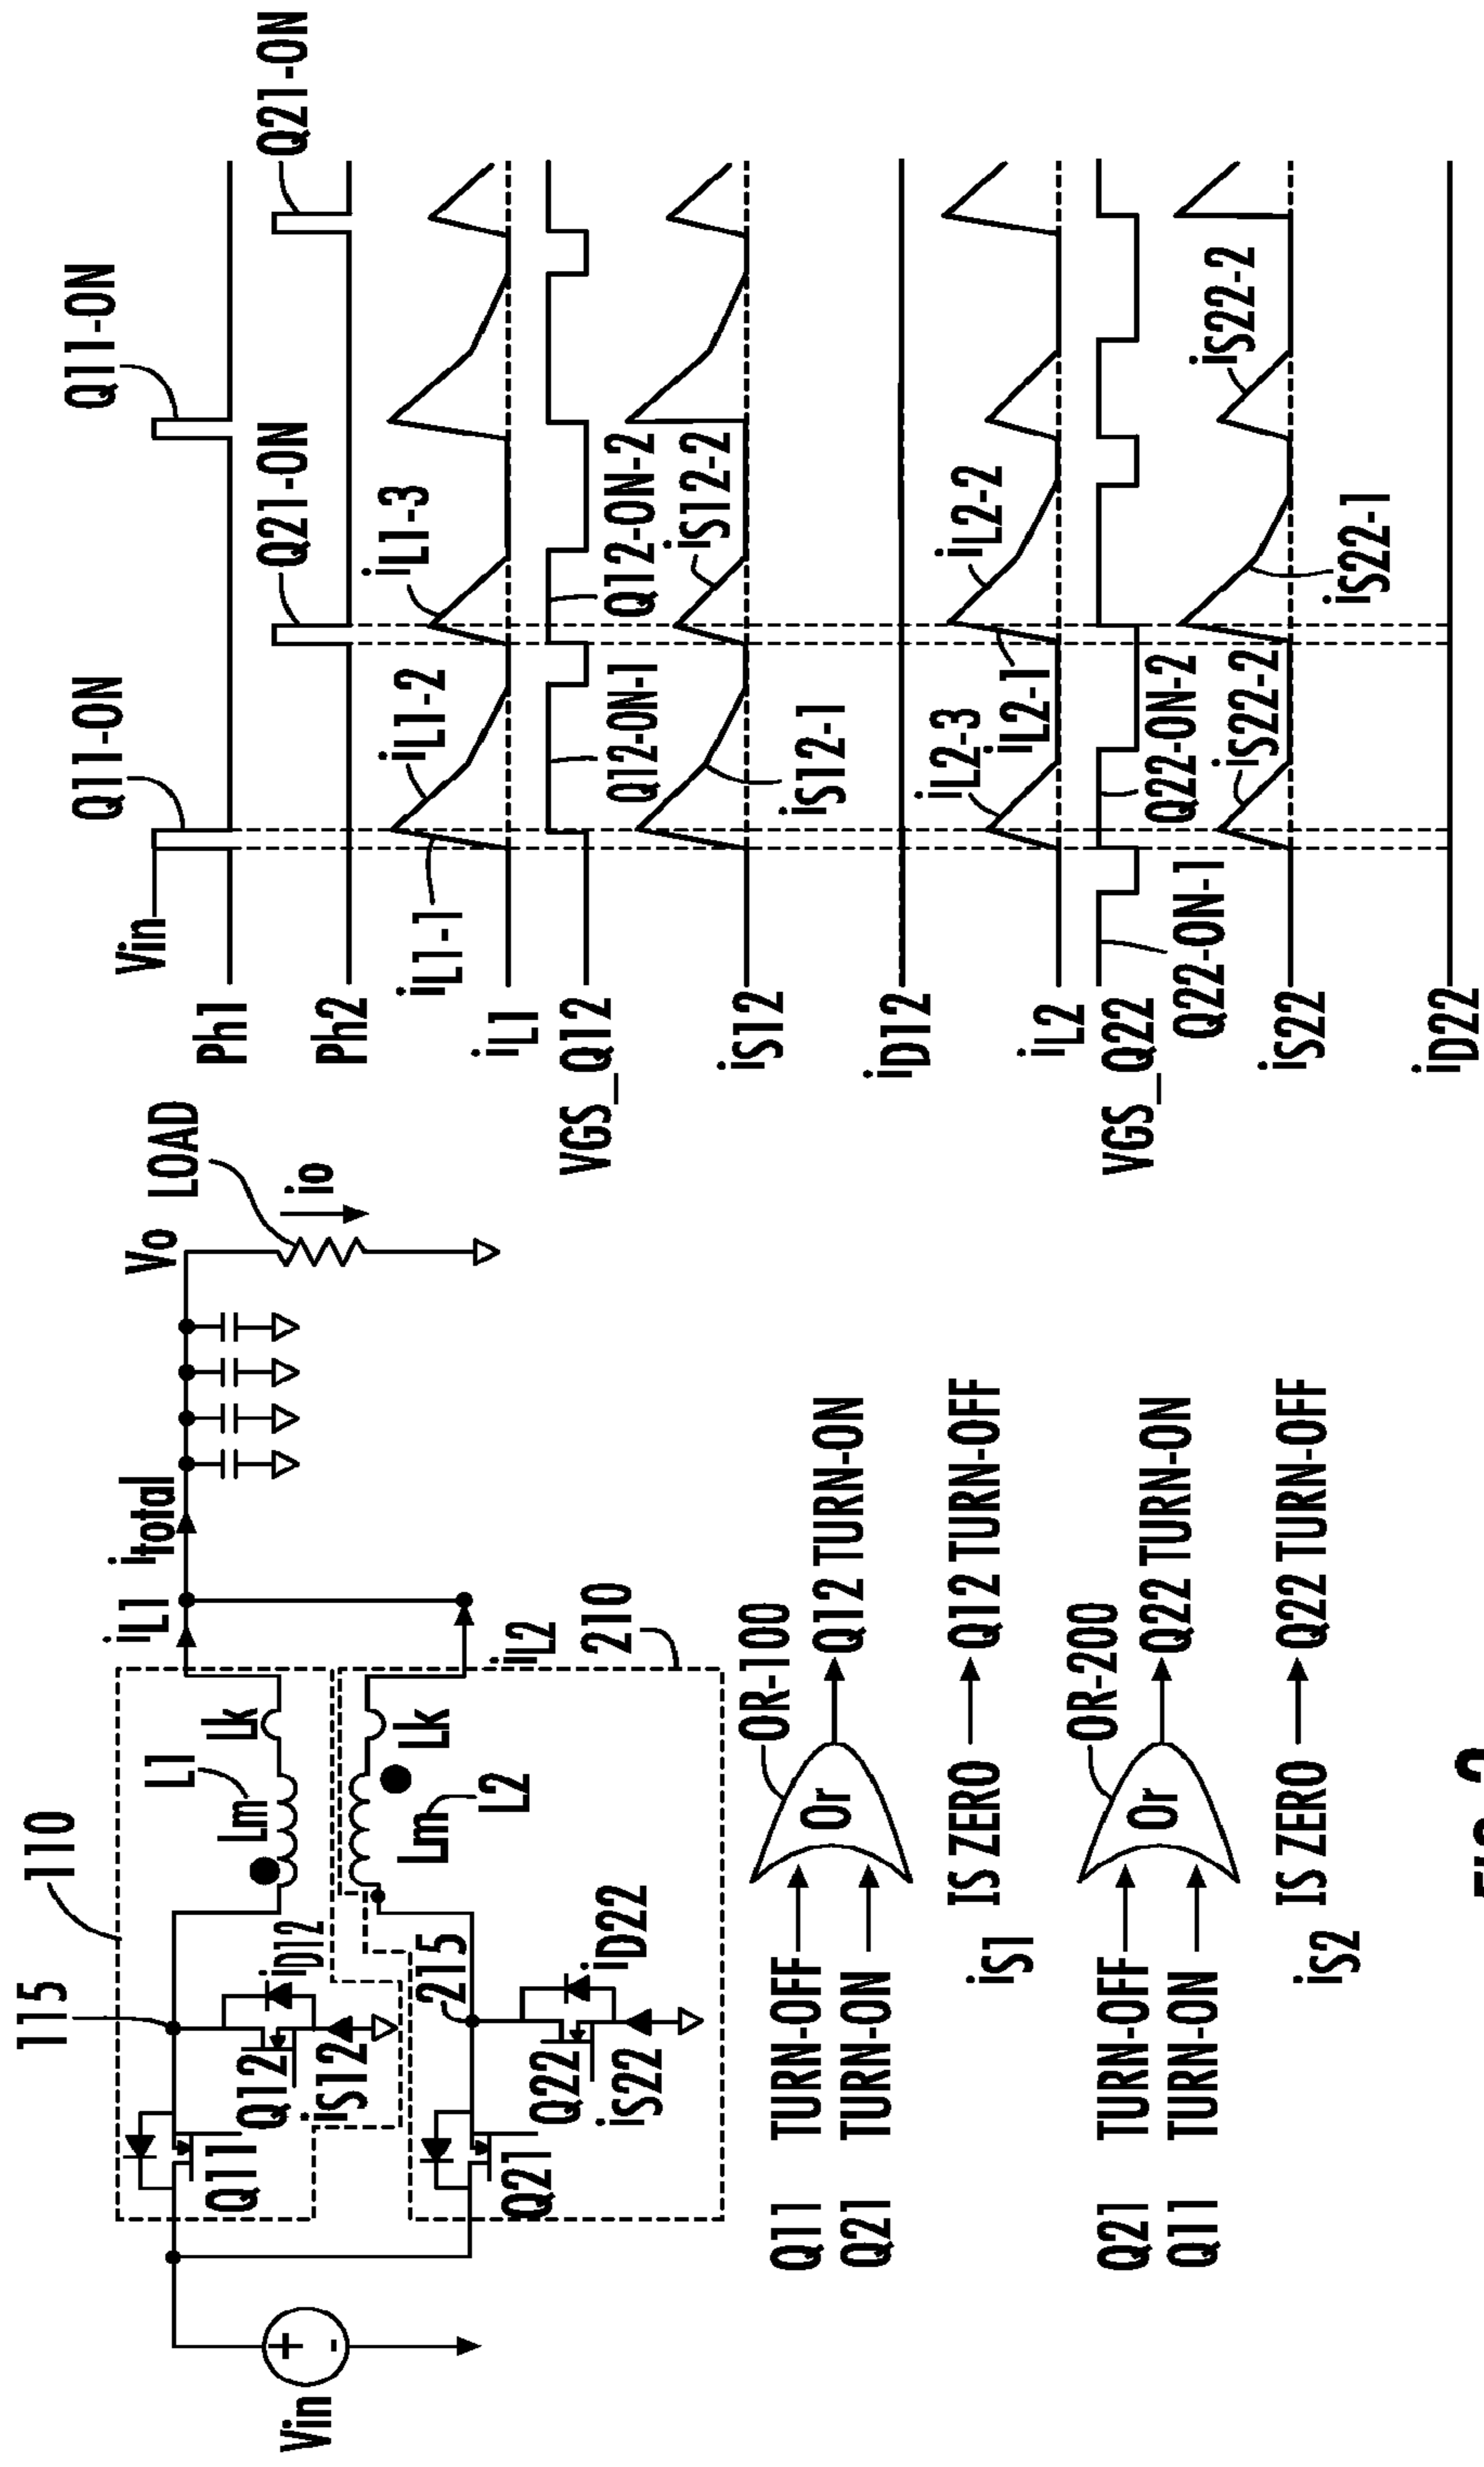 110
115
L1
Lm
Lk
iL1
itotal
Vo
LOAD
io
Q11
Q12
iD12
iS12
215
Vin
+
-
Q21
Q22
iD22
iS22
Lm
L2
Lk
iL2
210
OR-100
Q11 TURN-OFF
Q21 TURN-ON
Or
Q12 TURN-ON
iS1 IS ZERO
Q12 TURN-OFF
OR-200
Q21 TURN-OFF
Q11 TURN-ON
Or
Q22 TURN-ON
iS2 IS ZERO
Q22 TURN-OFF
Q11-ON
Q11-ON
Vin
Ph1
Q21-ON
Q21-ON
Ph2
iL1-1
iL1-2
iL1-3
iL1
VGS_Q12
Q12-ON-1
Q12-ON-2
iS12-2
iS12
iS12-1
iD12
iL2-3
iL2-1
iL2-2
iL2
VGS_Q22
Q22-ON-2
Q22-ON-1
iS22-2
iS22-2
iS22
iS22-1
iD22